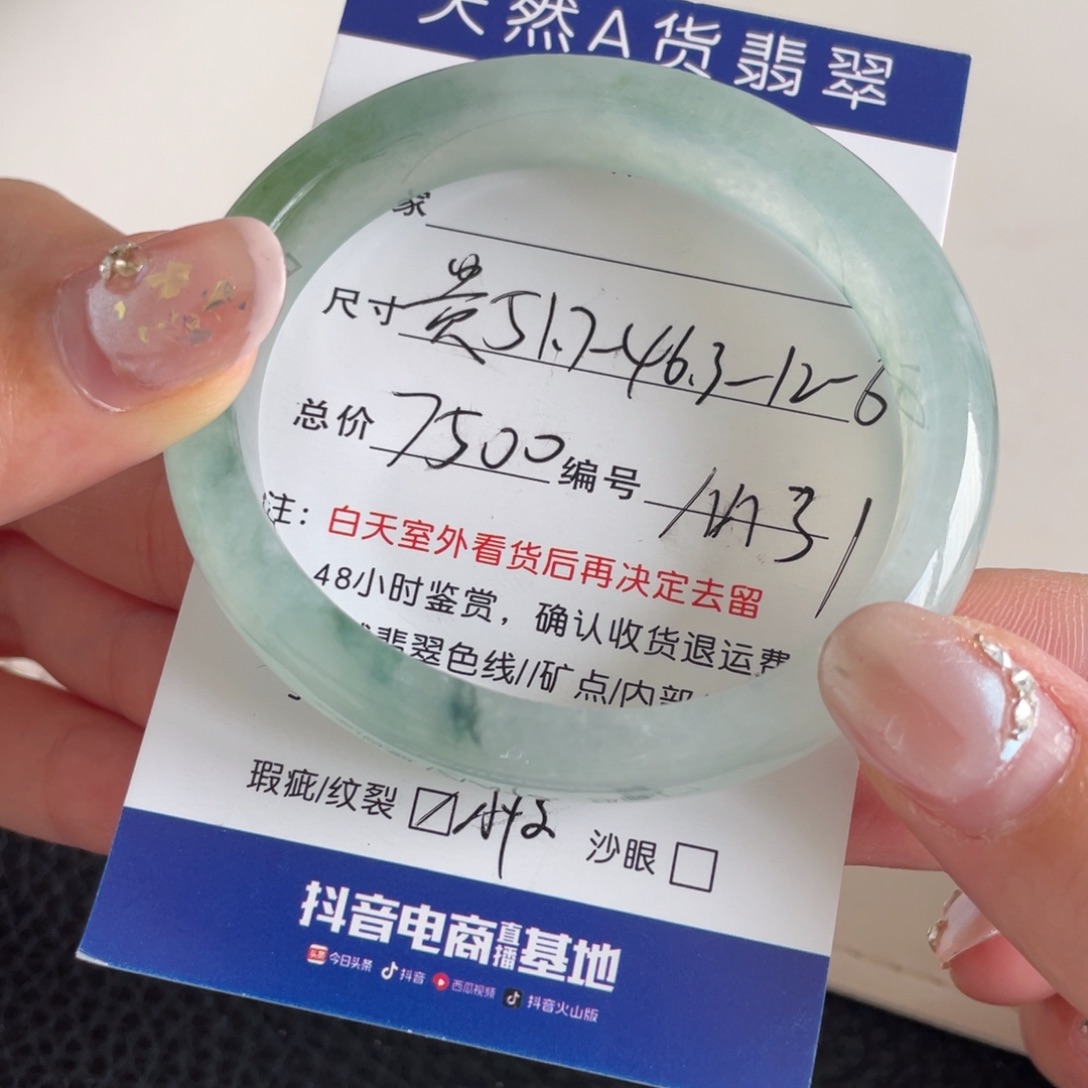 天然A货翡翠
家
尺寸 贵51.7-46.3-12-6
总价 7500 编号
注：白天室外看货后再决定去留
48小时鉴赏，确认收货退运费
翡翠色线//矿点/内部
瑕疵/纹裂 沙眼
抖音电商直播基地
今日头条 抖音 西瓜视频 抖音火山版